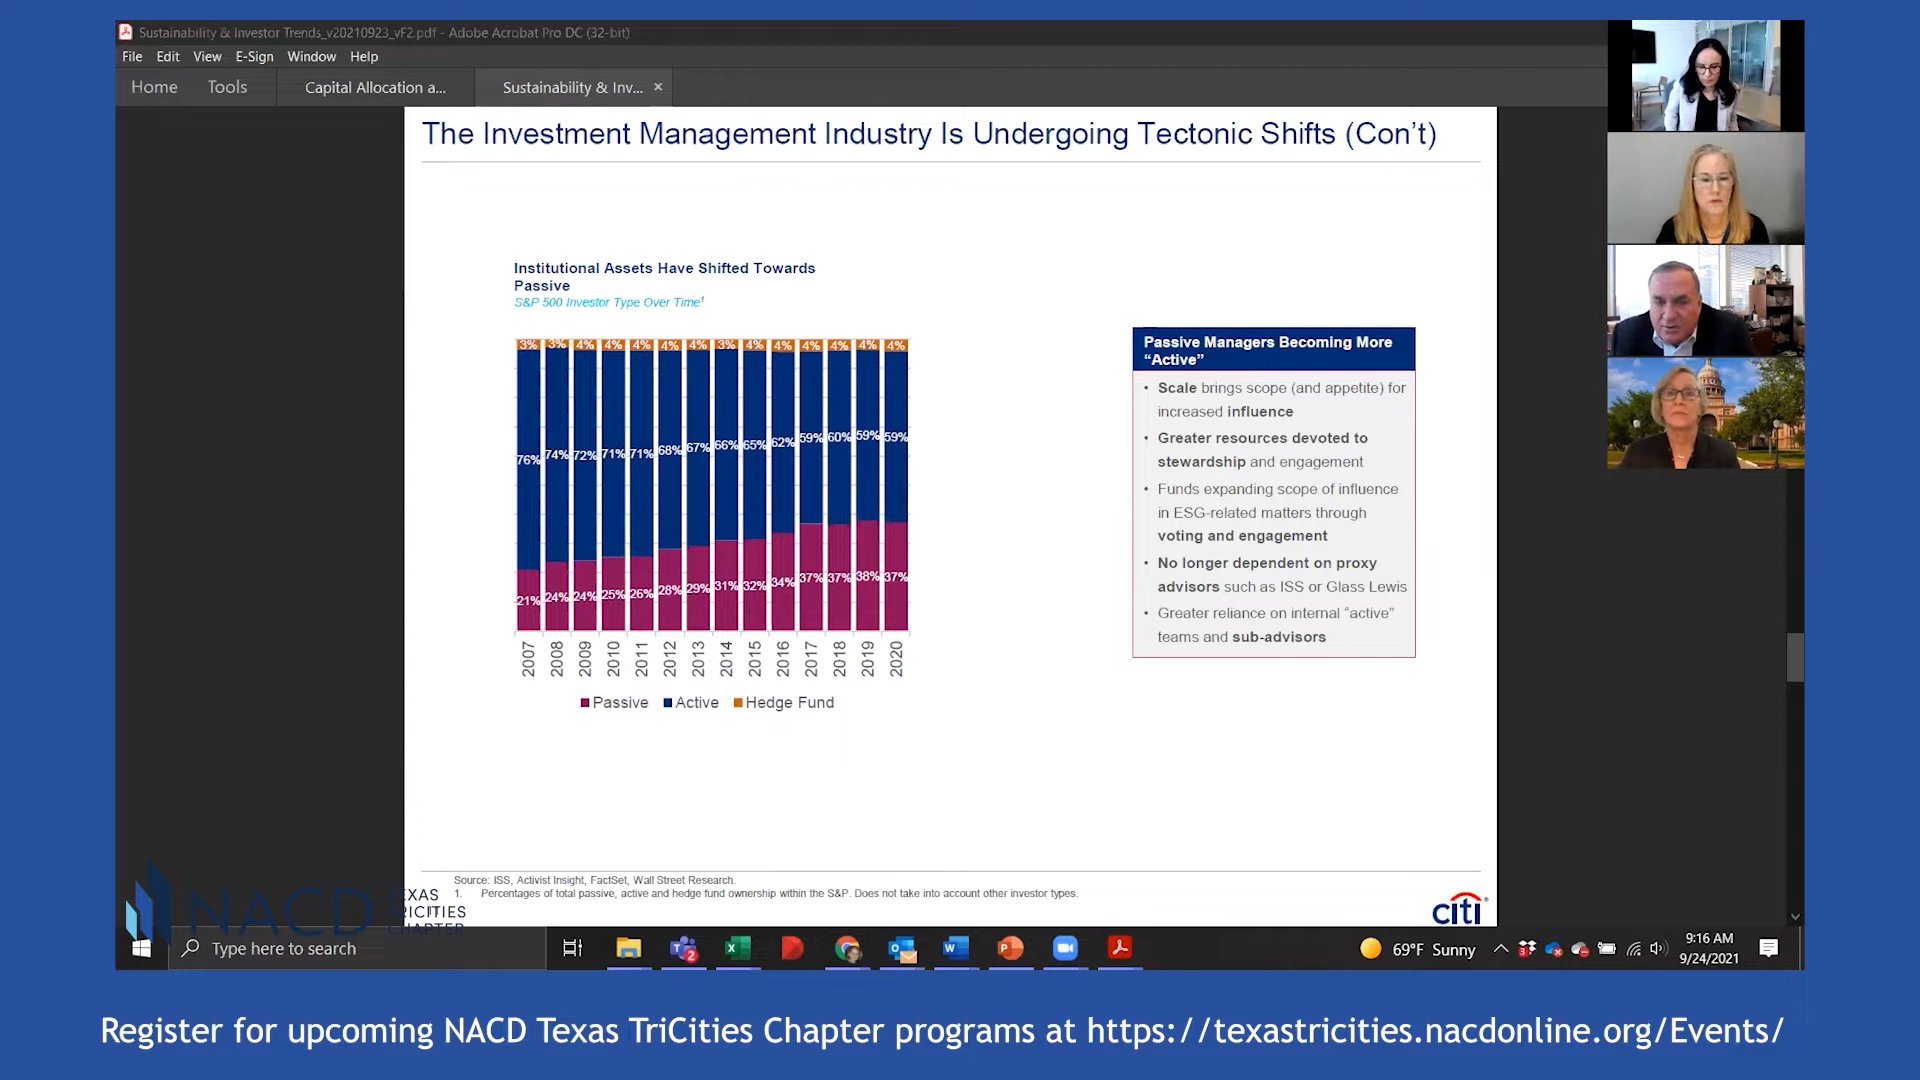 Sustainability & Investor Trends_v20210923_vF2.pdf - Adobe Acrobat Pro DC (32-bit)
File Edit View E-Sign Window Help
Home Tools Capital Allocation a... Sustainability & Inv... ×
The Investment Management Industry Is Undergoing Tectonic Shifts (Con't)
Institutional Assets Have Shifted Towards
Passive
S&P 500 Investor Type Over Time¹
3% 3% 4% 4% 4% 4% 4% 3% 4% 4% 4% 4% 4% 4%
76% 74% 72% 71% 71% 68% 67% 66% 65% 62% 59% 60% 59% 59%
21% 24% 24% 25% 26% 28% 29% 31% 32% 34% 37% 37% 38% 37%
2007 2008 2009 2010 2011 2012 2013 2014 2015 2016 2017 2018 2019 2020
Passive Active Hedge Fund
Passive Managers Becoming More
“Active”
• Scale brings scope (and appetite) for
increased influence
• Greater resources devoted to
stewardship and engagement
• Funds expanding scope of influence
in ESG-related matters through
voting and engagement
• No longer dependent on proxy
advisors such as ISS or Glass Lewis
• Greater reliance on internal “active”
teams and sub-advisors
Source: ISS, Activist Insight, FactSet, Wall Street Research.
1. Percentages of total passive, active and hedge fund ownership within the S&P. Does not take into account other investor types.
citi
NACD
TEXAS
TRICITIES
CHAPTER
Type here to search
69°F Sunny
9:16 AM
9/24/2021
Register for upcoming NACD Texas TriCities Chapter programs at https://texastricities.nacdonline.org/Events/